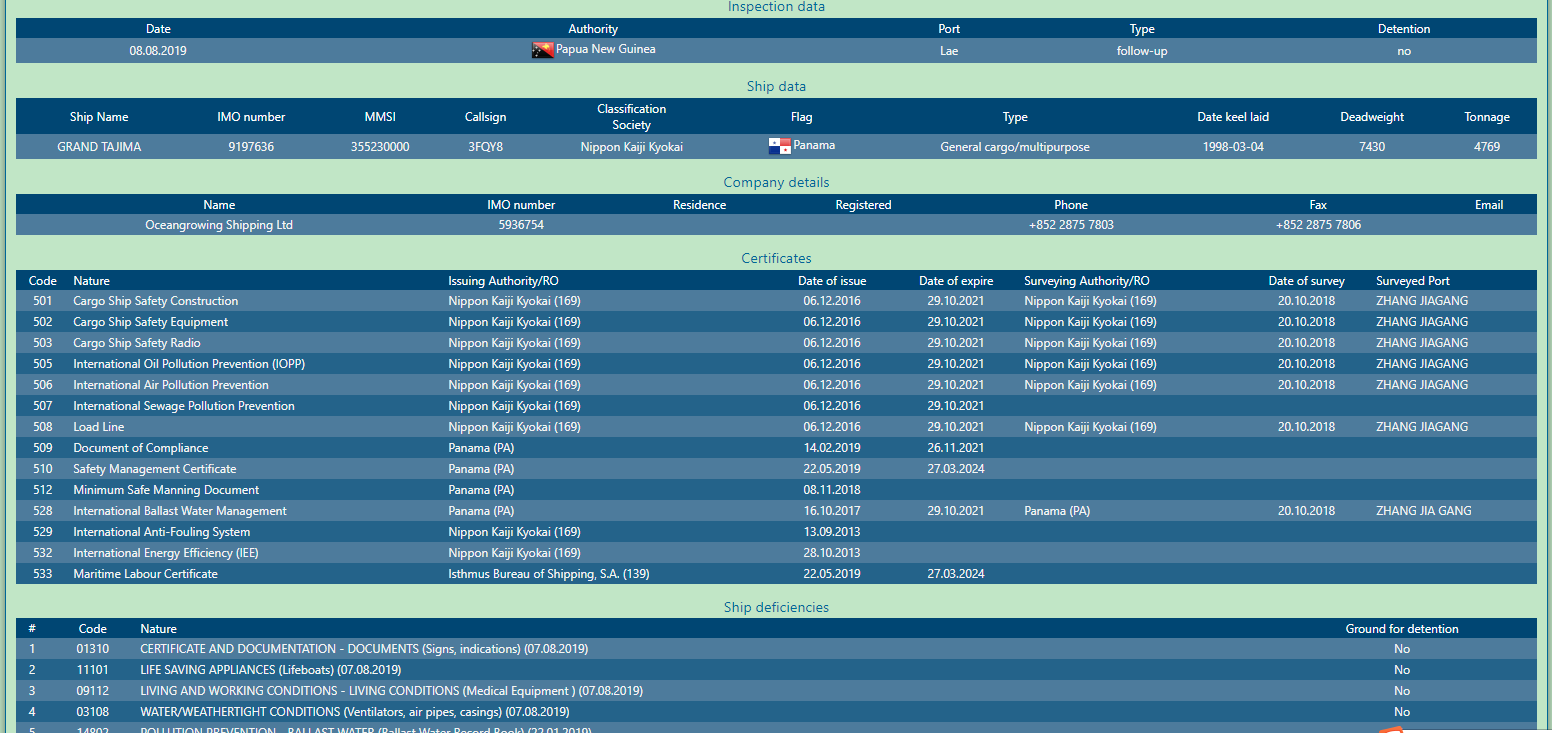 Inspection data
Date Authority Port Type Detention
08.08.2019 Papua New Guinea Lae follow-up no
Ship data
Ship Name IMO number MMSI Callsign Classification Society Flag Type Date keel laid Deadweight Tonnage
GRAND TAJIMA 9197636 355230000 3FQY8 Nippon Kaiji Kyokai Panama General cargo/multipurpose 1998-03-04 7430 4769
Company details
Name IMO number Residence Registered Phone Fax Email
Oceangrowing Shipping Ltd 5936754 +852 2875 7803 +852 2875 7806
Certificates
Code Nature Issuing Authority/RO Date of issue Date of expire Surveying Authority/RO Date of survey Surveyed Port
501 Cargo Ship Safety Construction Nippon Kaiji Kyokai (169) 06.12.2016 29.10.2021 Nippon Kaiji Kyokai (169) 20.10.2018 ZHANG JIAGANG
502 Cargo Ship Safety Equipment Nippon Kaiji Kyokai (169) 06.12.2016 29.10.2021 Nippon Kaiji Kyokai (169) 20.10.2018 ZHANG JIAGANG
503 Cargo Ship Safety Radio Nippon Kaiji Kyokai (169) 06.12.2016 29.10.2021 Nippon Kaiji Kyokai (169) 20.10.2018 ZHANG JIAGANG
505 International Oil Pollution Prevention (IOPP) Nippon Kaiji Kyokai (169) 06.12.2016 29.10.2021 Nippon Kaiji Kyokai (169) 20.10.2018 ZHANG JIAGANG
506 International Air Pollution Prevention Nippon Kaiji Kyokai (169) 06.12.2016 29.10.2021 Nippon Kaiji Kyokai (169) 20.10.2018 ZHANG JIAGANG
507 International Sewage Pollution Prevention Nippon Kaiji Kyokai (169) 06.12.2016 29.10.2021
508 Load Line Nippon Kaiji Kyokai (169) 06.12.2016 29.10.2021 Nippon Kaiji Kyokai (169) 20.10.2018 ZHANG JIAGANG
509 Document of Compliance Panama (PA) 14.02.2019 26.11.2021
510 Safety Management Certificate Panama (PA) 22.05.2019 27.03.2024
512 Minimum Safe Manning Document Panama (PA) 08.11.2018
528 International Ballast Water Management Panama (PA) 16.10.2017 29.10.2021 Panama (PA) 20.10.2018 ZHANG JIA GANG
529 International Anti-Fouling System Nippon Kaiji Kyokai (169) 13.09.2013
532 International Energy Efficiency (IEE) Nippon Kaiji Kyokai (169) 28.10.2013
533 Maritime Labour Certificate Isthmus Bureau of Shipping, S.A. (139) 22.05.2019 27.03.2024
Ship deficiencies
# Code Nature Ground for detention
1 01310 CERTIFICATE AND DOCUMENTATION - DOCUMENTS (Signs, indications) (07.08.2019) No
2 11101 LIFE SAVING APPLIANCES (Lifeboats) (07.08.2019) No
3 09112 LIVING AND WORKING CONDITIONS - LIVING CONDITIONS (Medical Equipment ) (07.08.2019) No
4 03108 WATER/WEATHERTIGHT CONDITIONS (Ventilators, air pipes, casings) (07.08.2019) No
5 14802 POLLUTION PREVENTION - BALLAST WATER (Ballast Water Record Book) (22.01.2019)